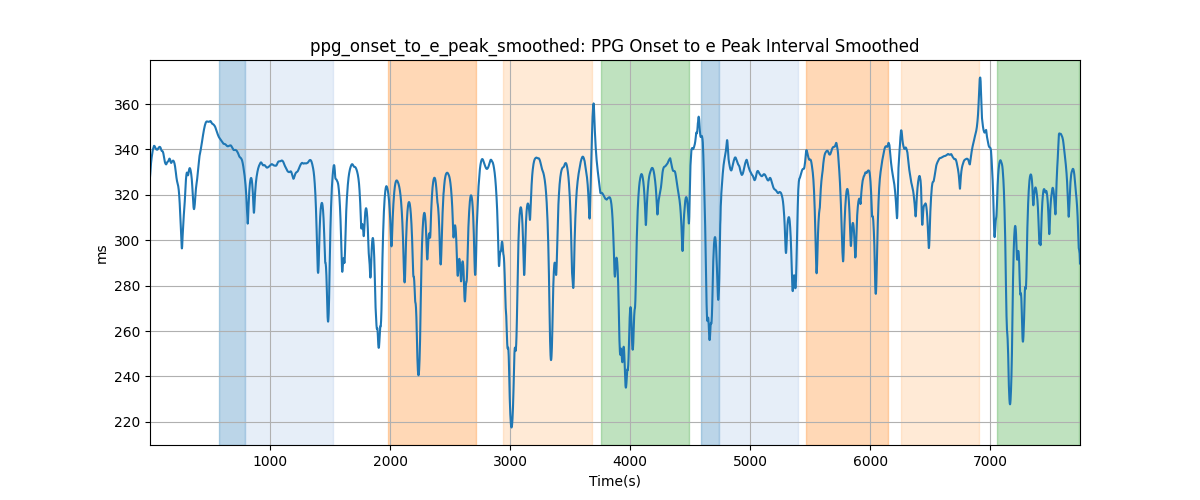 ppg_onset_to_e_peak_smoothed: PPG Onset to e Peak Interval Smoothed
360
340
320
300
280
260
240
220
ms
1000 2000 3000 4000 5000 6000 7000
Time(s)